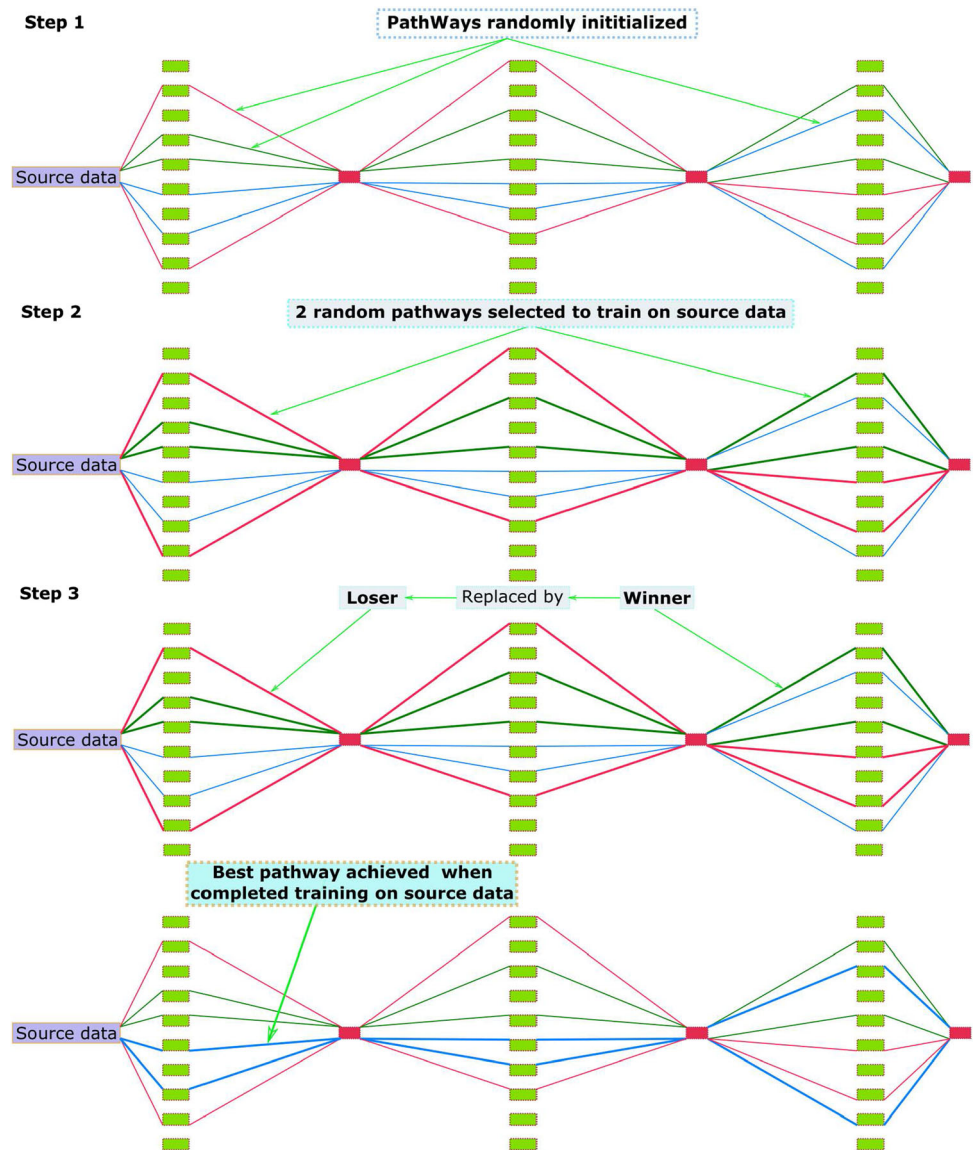 Step 1
PathWays randomly inititialized
Source data
Step 2
2 random pathways selected to train on source data
Source data
Step 3
Loser
Replaced by
Winner
Source data
Best pathway achieved when
completed training on source data
Source data